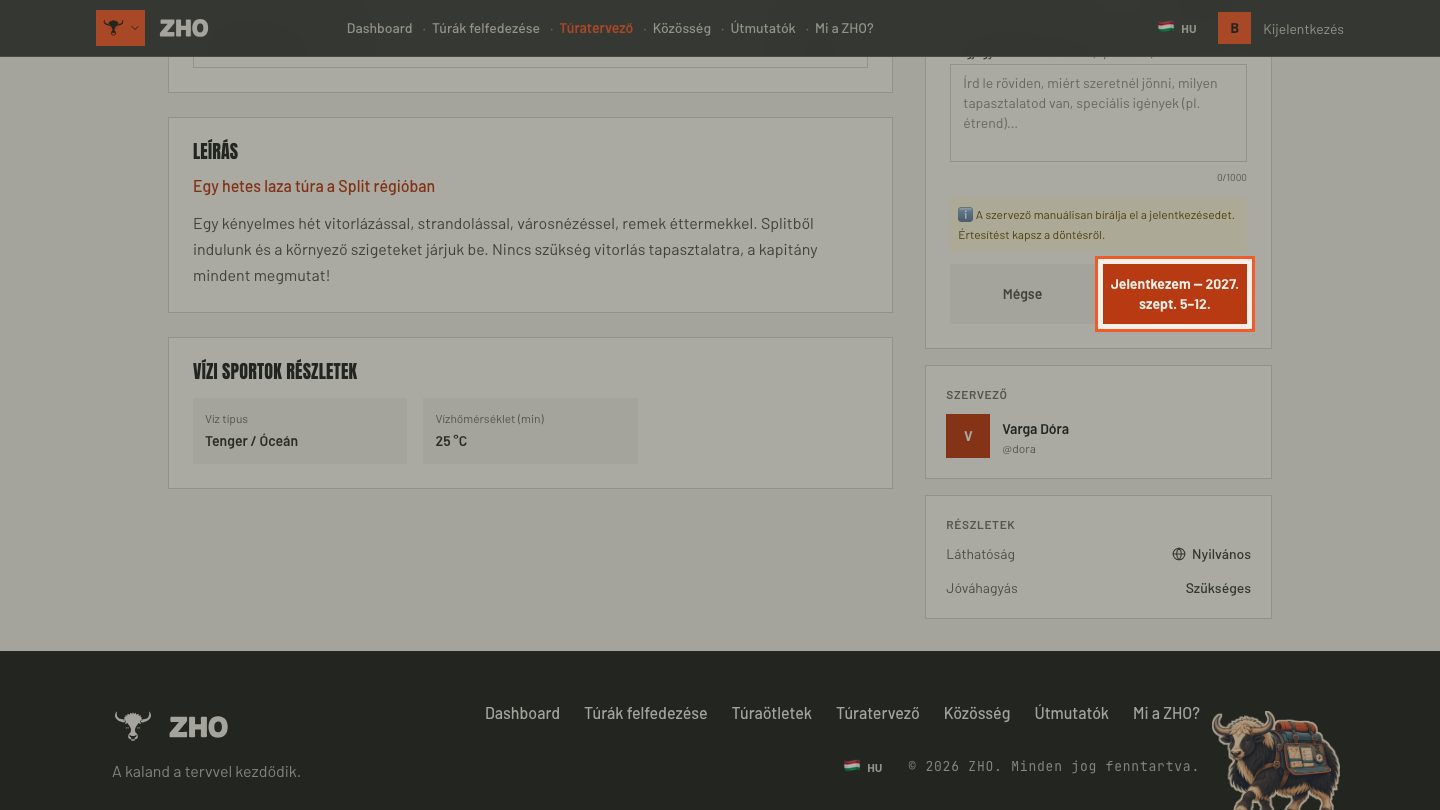 ZHO
Dashboard · Túrák felfedezése · Túratervező · Közösség · Útmutatók · Mi a ZHO?
HU
B
Kijelentkezés
LEÍRÁS
Egy hetes laza túra a Split régióban
Egy kényelmes hét vitorlázással, strandolással, városnézéssel, remek éttermekkel. Splitből
indulunk és a környező szigeteket járjuk be. Nincs szükség vitorlás tapasztalatra, a kapitány
mindent megmutat!
VÍZI SPORTOK RÉSZLETEK
Víz típus
Tenger / Óceán
Vízhőmérséklet (min)
25 °C
Írd le röviden, miért szeretnél jönni, milyen
tapasztalatod van, speciális igények (pl.
étrend)...
0/1000
A szervező manuálisan bírálja el a jelentkezésedet.
Értesítést kapsz a döntésről.
Mégse
Jelentkezem — 2027.
szept. 5–12.
SZERVEZŐ
V
Varga Dóra
@dora
RÉSZLETEK
Láthatóság
Nyilvános
Jóváhagyás
Szükséges
ZHO
A kaland a tervvel kezdődik.
Dashboard Túrák felfedezése Túraötletek Túratervező Közösség Útmutatók Mi a ZHO?
HU
© 2026 ZHO. Minden jog fenntartva.